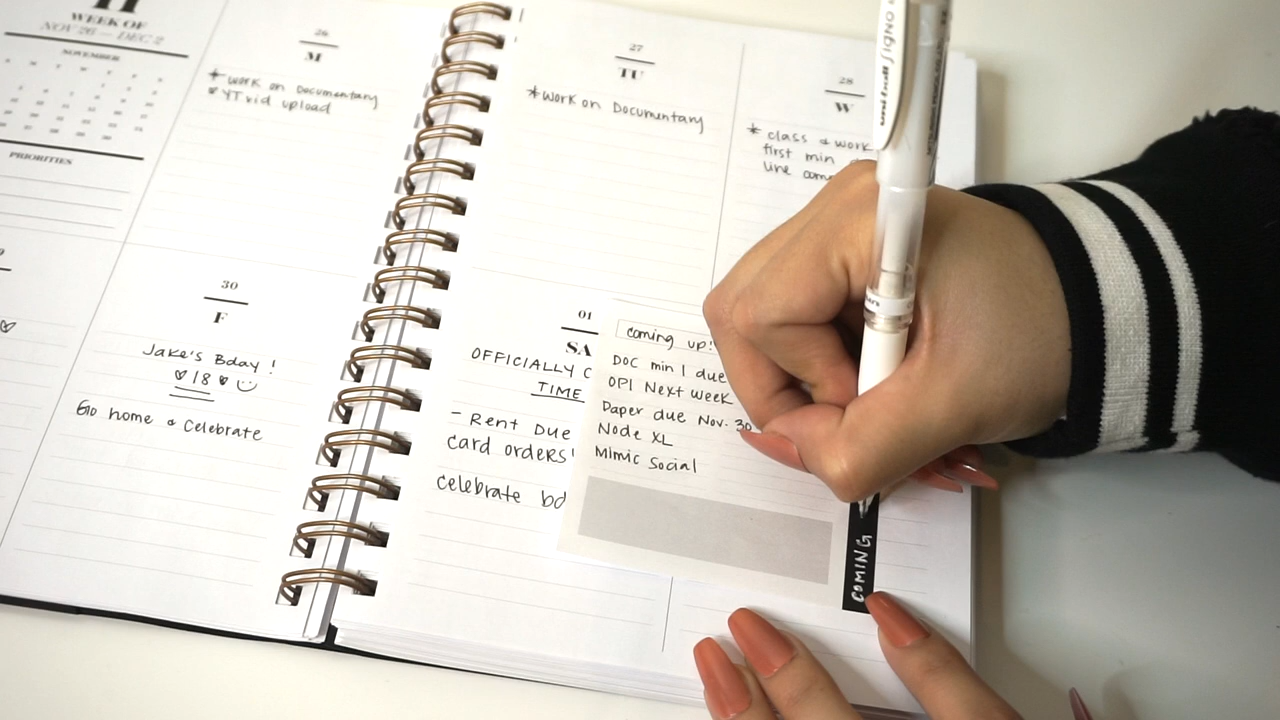 11
WEEK OF
NOV 26 — DEC 2
NOVEMBER
PRIORITIES
26
M
* work on Documentary
* YT vid upload
27
TU
* Work on Documentary
28
W
* class & work
first min
line
30
F
Jake's Bday!
♡ 18 ♥ ☺
Go home & Celebrate
01
SA
OFFICIALLY C
TIME
- Rent Due
card orders!
celebrate bd
coming up!
DOC min 1 due
OPI Next week
Paper due Nov. 30
Node XL
Mimic Social
COMING
uni-ball SIGNO